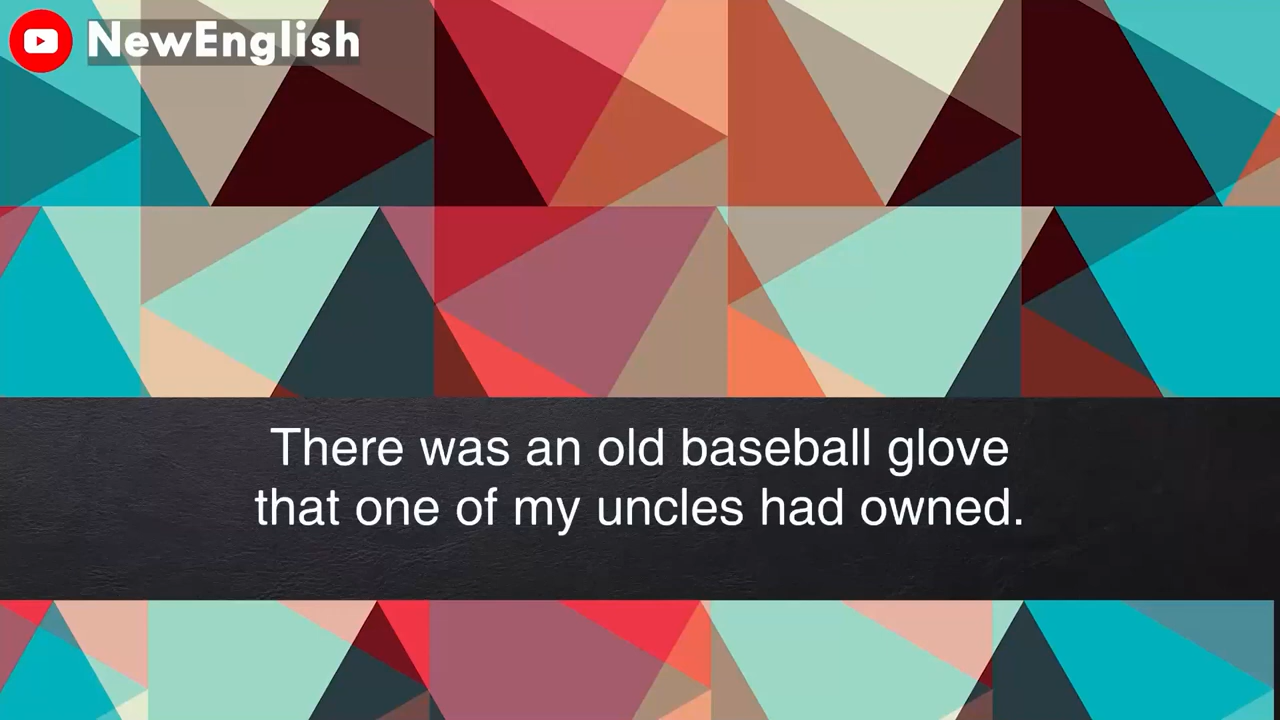 NewEnglish
There was an old baseball glove
that one of my uncles had owned.